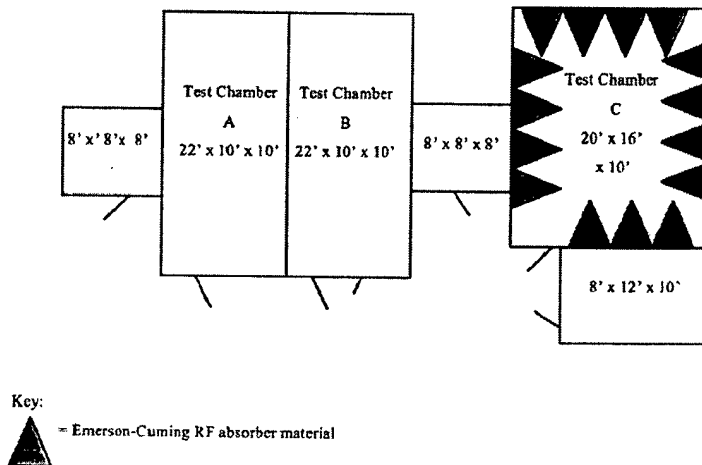 Test Chamber
A
22' x 10' x 10'
Test Chamber
B
22' x 10' x 10'
Test Chamber
C
20' x 16'
x 10'
8' x' 8'x 8'
8' x 8' x 8'
8' x 12' x 10'
Key:
= Emerson-Cuming RF absorber material